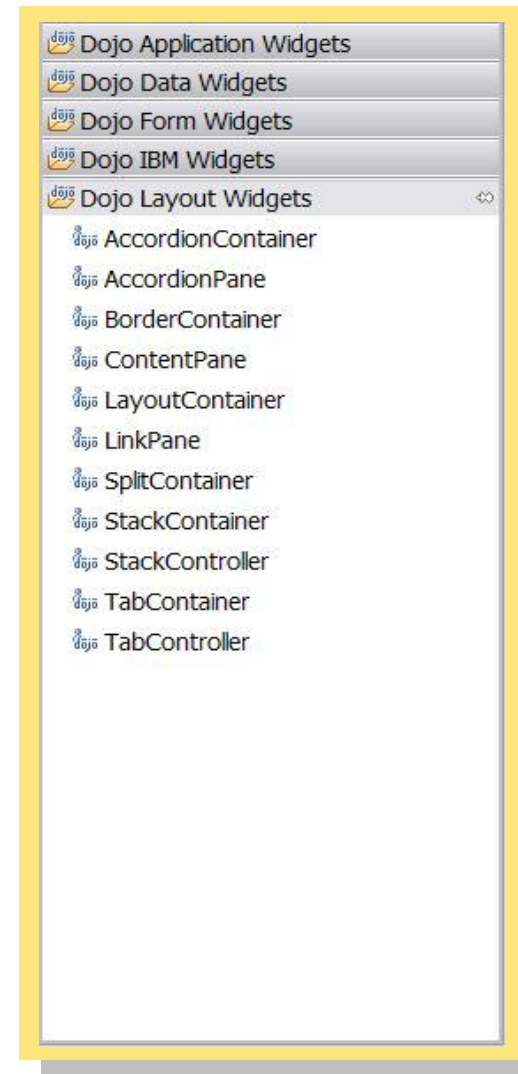 Dojo Application Widgets
Dojo Data Widgets
Dojo Form Widgets
Dojo IBM Widgets
Dojo Layout Widgets
AccordionContainer
AccordionPane
BorderContainer
ContentPane
LayoutContainer
LinkPane
SplitContainer
StackContainer
StackController
TabContainer
TabController